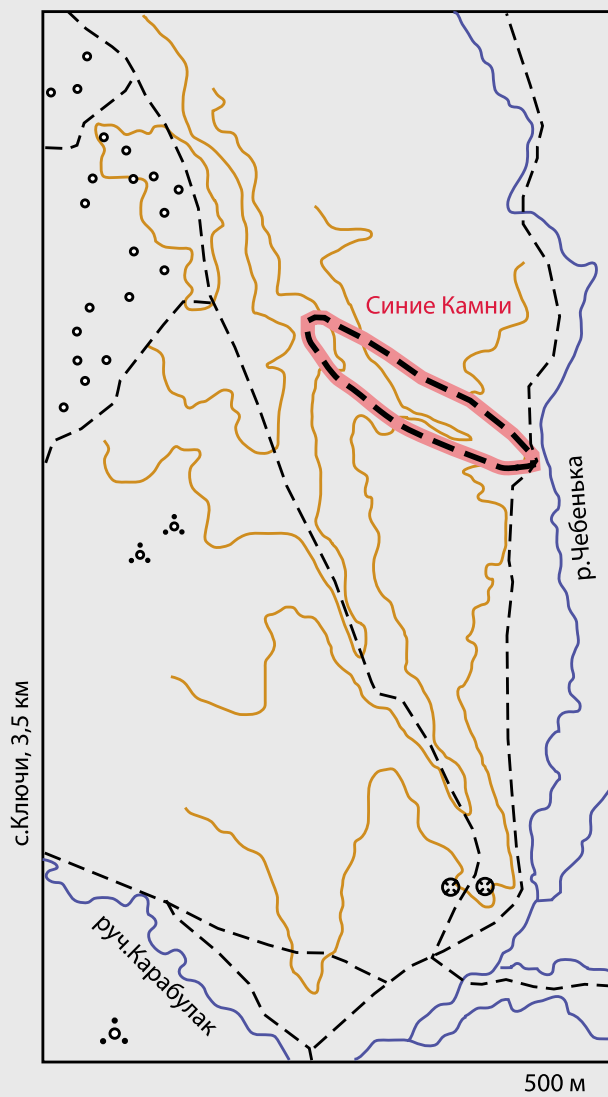 Синие Камни
р.Чебенька
с.Ключи, 3,5 км
руч.Карабулак
500 м